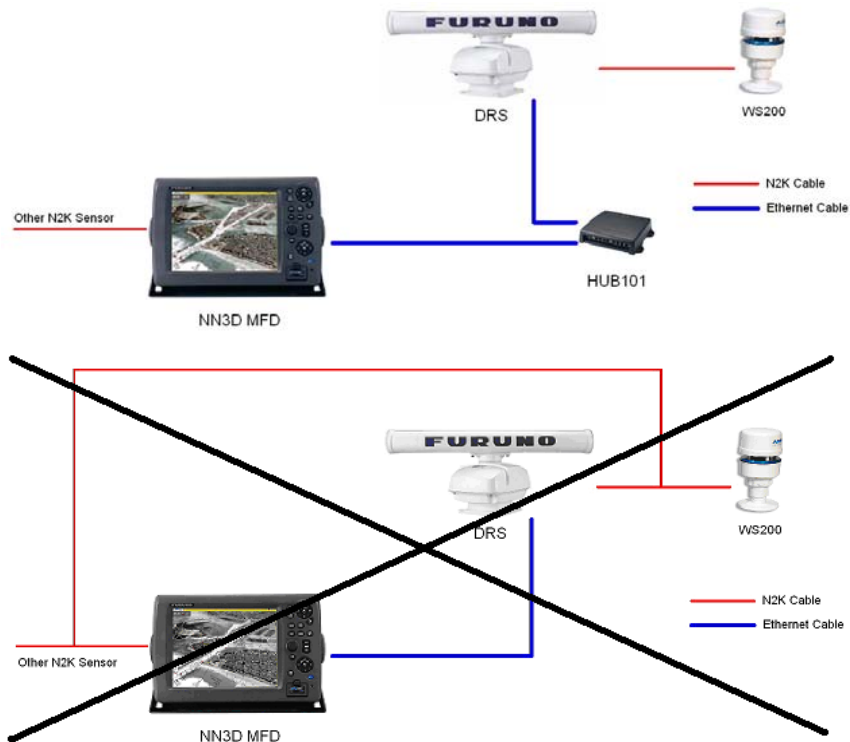 FURUNO
DRS
WS200
N2K Cable
Ethernet Cable
Other N2K Sensor
HUB101
NN3D MFD
FURUNO
DRS
WS200
N2K Cable
Ethernet Cable
Other N2K Sensor
NN3D MFD